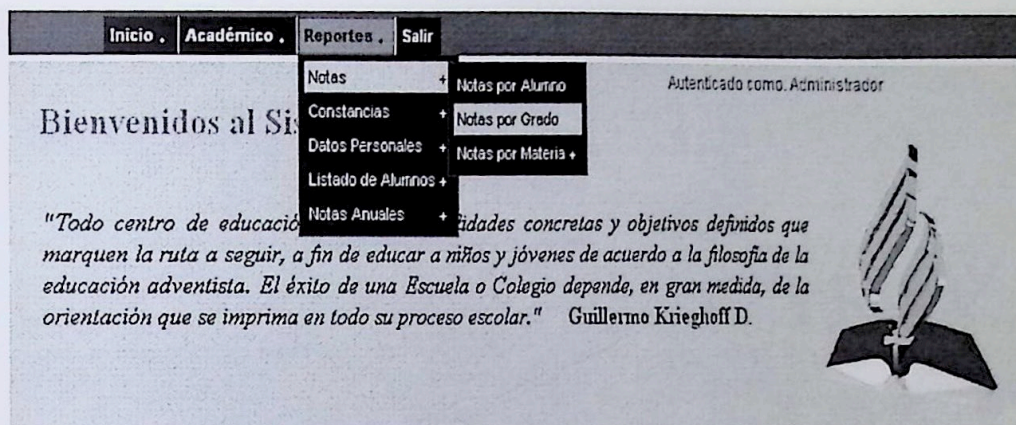 Inicio . Académico . Reportes . Salir
Notas +
Constancias +
Datos Personales +
Listado de Alumnos +
Notas Anuales +
Notas por Alumno
Notas por Grado
Notas por Materia +
Autenticado como. Administrador
Bienvenidos al Sis
"Todo centro de educació idades concretas y objetivos definidos que
marquen la ruta a seguir, a fin de educar a niños y jóvenes de acuerdo a la filosofia de la
educación adventista. El éxito de una Escuela o Colegio depende, en gran medida, de la
orientación que se imprima en todo su proceso escolar." Guillermo Krieghoff D.